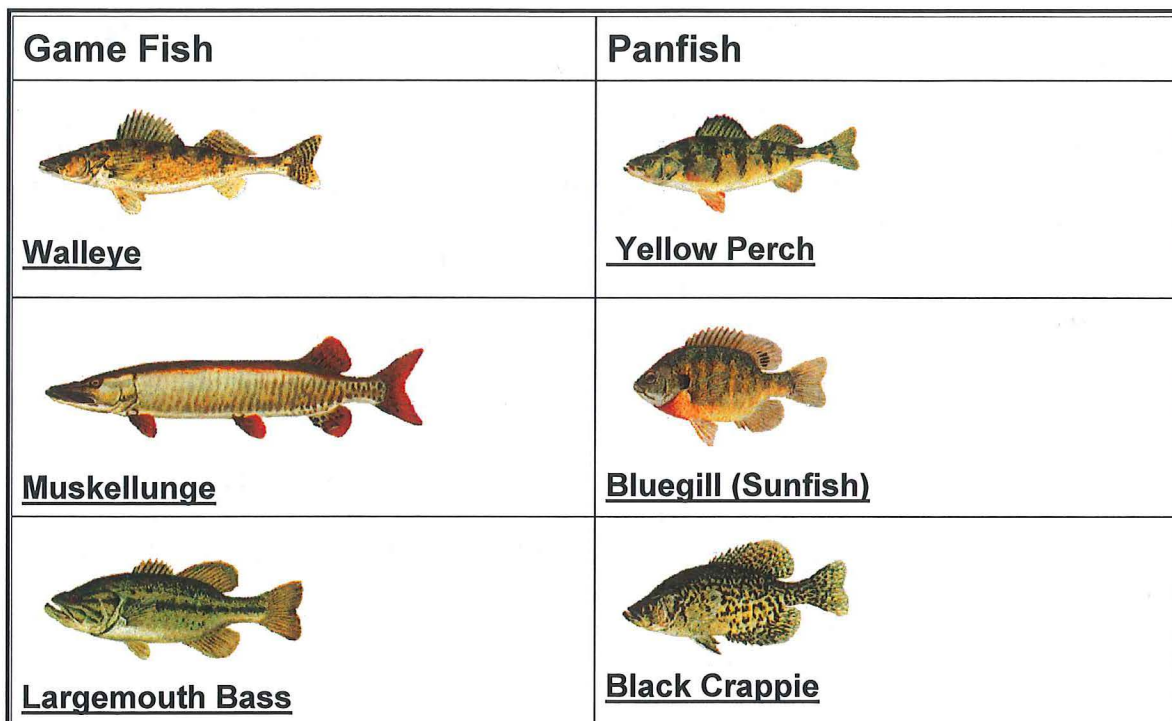 Game Fish
Panfish
Walleye
Yellow Perch
Muskellunge
Bluegill (Sunfish)
Largemouth Bass
Black Crappie